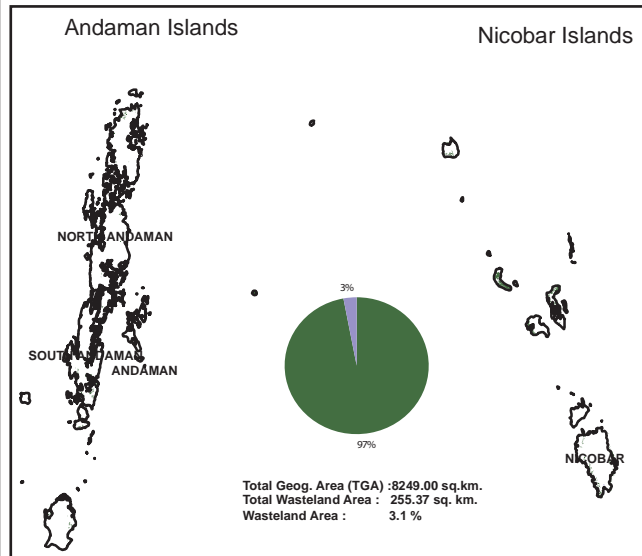 Andaman Islands
Nicobar Islands
NORTH ANDAMAN
3%
SOUTH ANDAMAN
ANDAMAN
97%
NICOBAR
Total Geog. Area (TGA) :8249.00 sq.km.
Total Wasteland Area : 255.37 sq. km.
Wasteland Area : 3.1 %